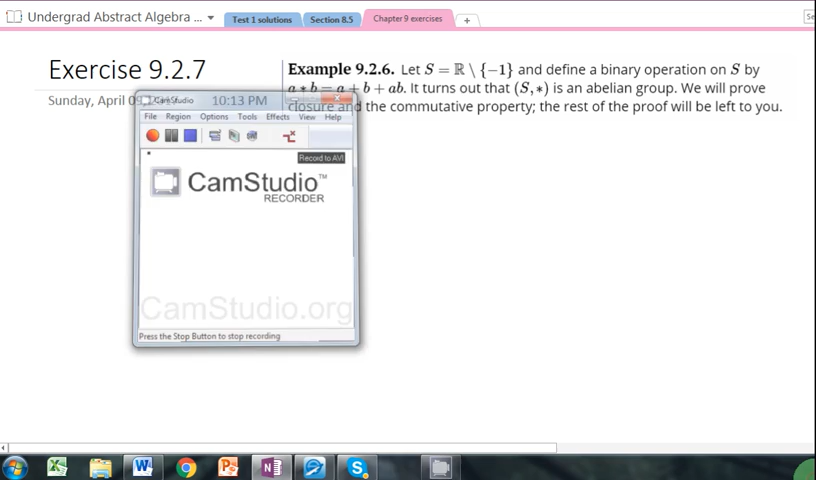 Undergrad Abstract Algebra ...
Test 1 solutions
Section 8.5
Chapter 9 exercises
+
Exercise 9.2.7
Sunday, April 10:13 PM
Example 9.2.6. Let S = ℝ \ {−1} and define a binary operation on S by
a ∗ b = a + b + ab. It turns out that (S, ∗) is an abelian group. We will prove
closure and the commutative property; the rest of the proof will be left to you.
CamStudio
File Region Options Tools Effects View Help
Record to AVI
CamStudio™
RECORDER
CamStudio.org
Press the Stop Button to stop recording